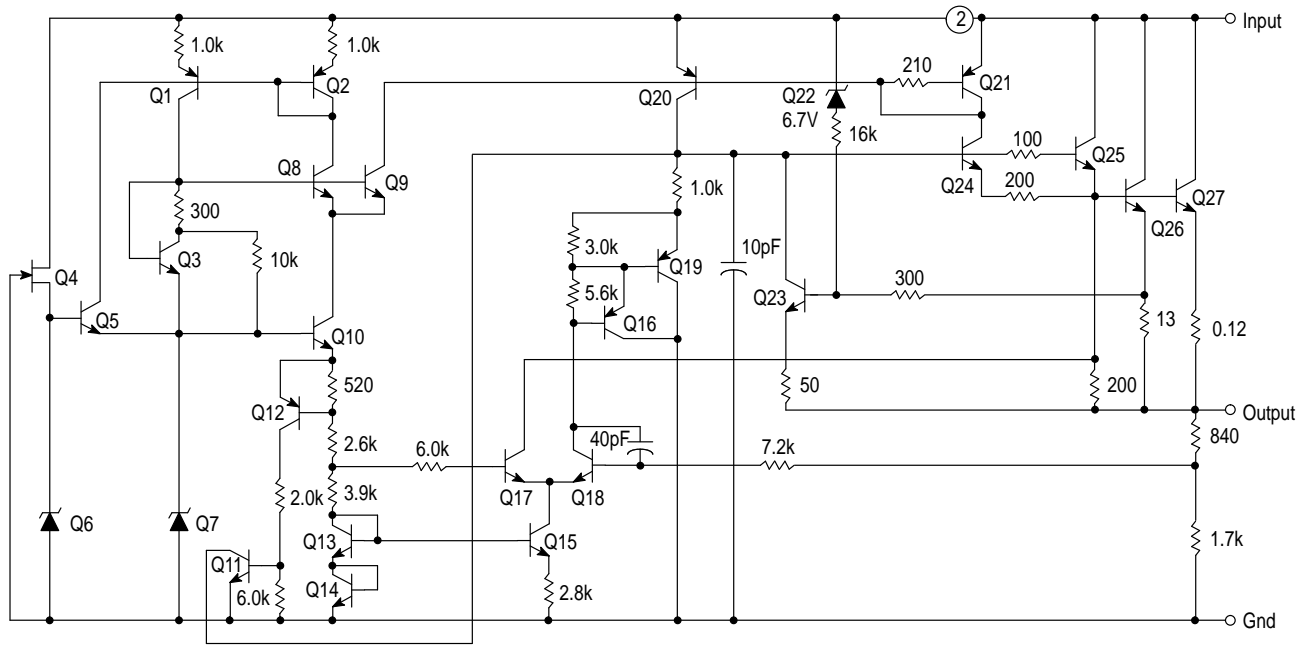 2
Input
1.0k
1.0k
Q1
Q2
Q20
Q22
6.7V
210
Q21
16k
Q8
Q9
100
Q25
Q24
200
Q26
Q27
1.0k
300
Q3
10k
3.0k
Q19
10pF
Q4
5.6k
Q23
300
Q5
Q16
13
0.12
Q10
520
50
200
Q12
Output
2.6k
40pF
840
6.0k
7.2k
2.0k
3.9k
Q17
Q18
Q6
Q7
Q13
Q15
1.7k
Q11
6.0k
Q14
2.8k
Gnd